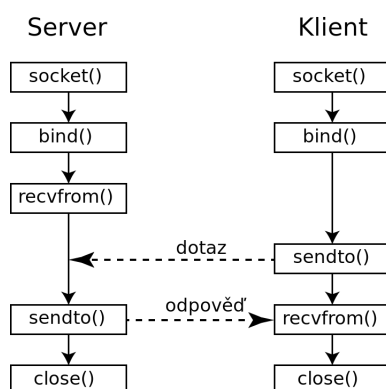 Server
socket()
bind()
recvfrom()
sendto()
close()
Klient
socket()
bind()
sendto()
recvfrom()
close()
dotaz
odpověď